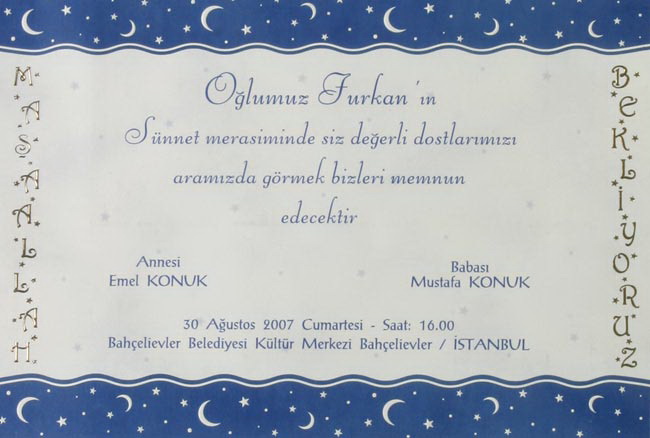 MAŞAALLAH
Oğlumuz Furkan'ın
Sünnet merasiminde siz değerli dostlarımızı
aramızda görmek bizleri memnun
edecektir
Annesi
Emel KONUK
Babası
Mustafa KONUK
30 Ağustos 2007 Cumartesi - Saat: 16.00
Bahçelievler Belediyesi Kültür Merkezi Bahçelievler / İSTANBUL
BEKLİYORUZ